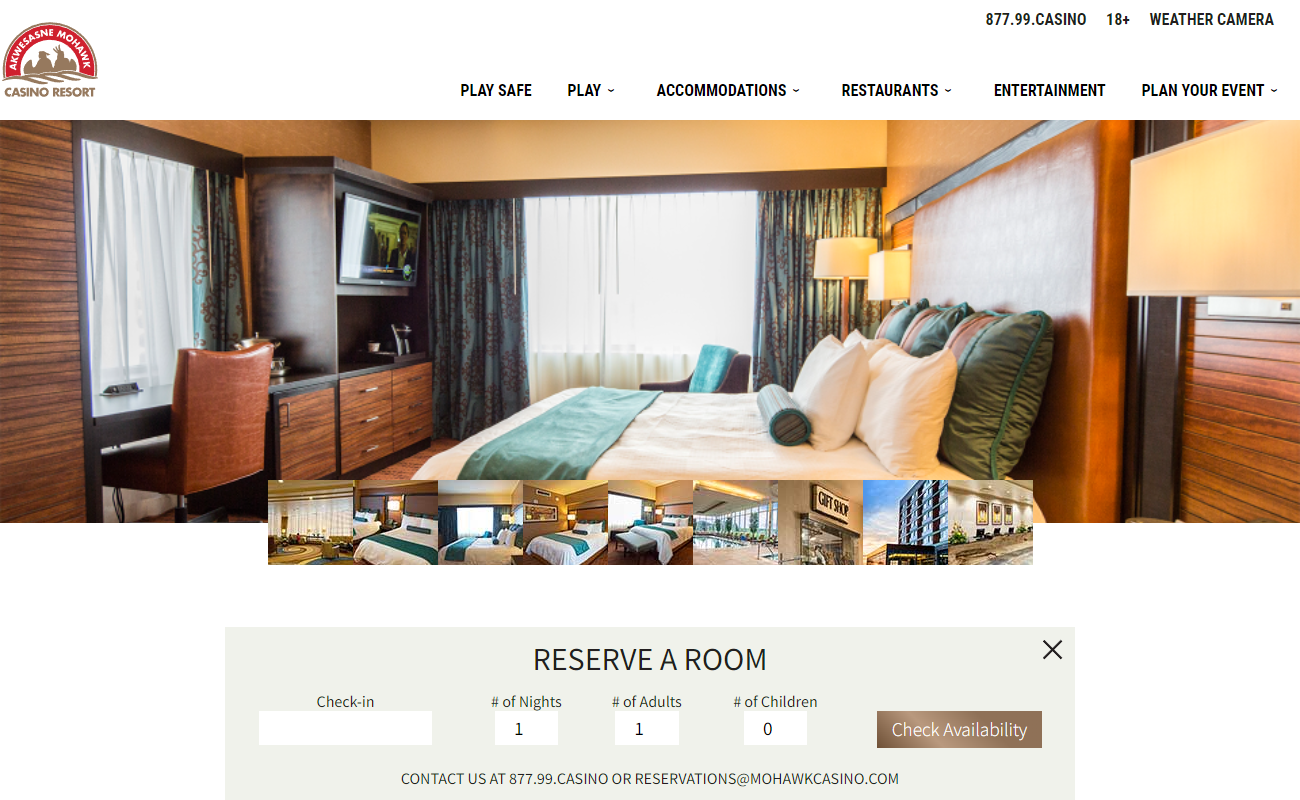 877.99.CASINO 18+ WEATHER CAMERA
AKWESASNE MOHAWK
CASINO RESORT
PLAY SAFE PLAY ACCOMMODATIONS RESTAURANTS ENTERTAINMENT PLAN YOUR EVENT
GIFT SHOP
RESERVE A ROOM
Check-in # of Nights # of Adults # of Children
1 1 0 Check Availability
CONTACT US AT 877.99.CASINO OR RESERVATIONS@MOHAWKCASINO.COM